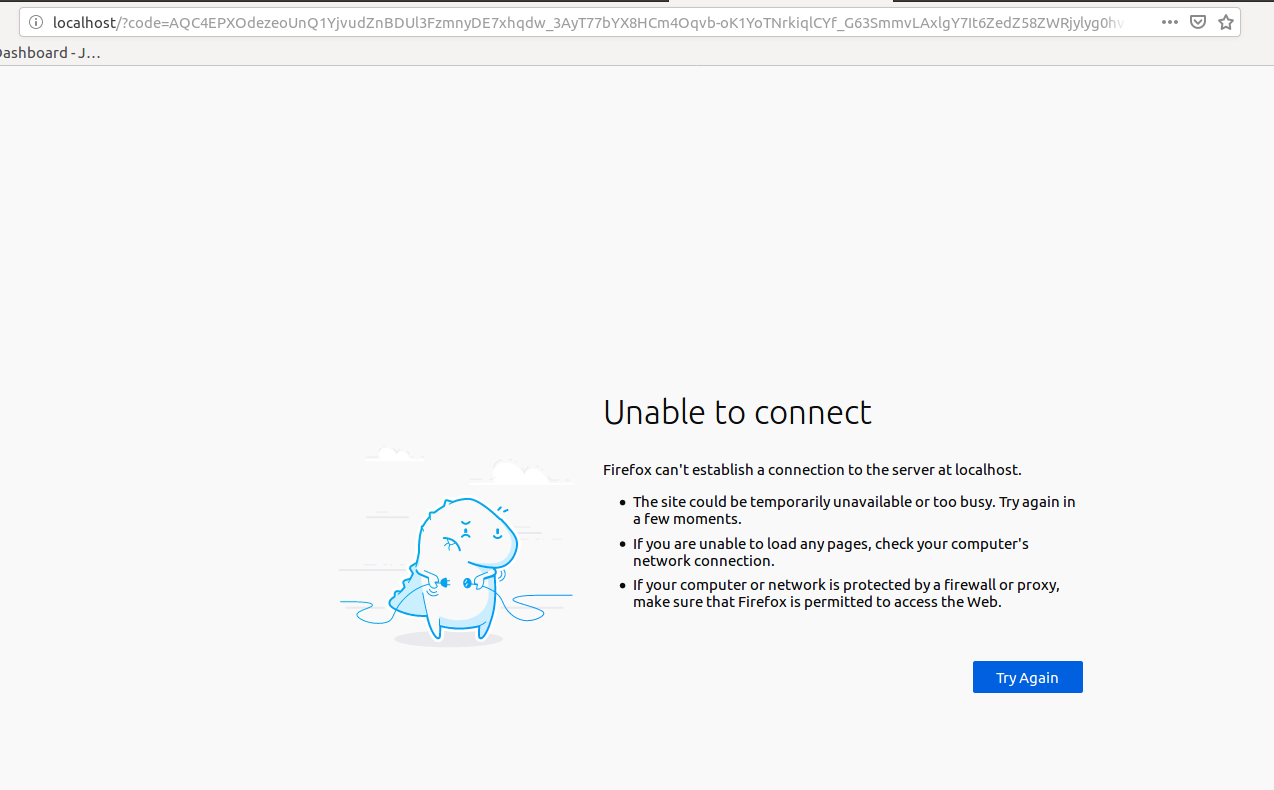 localhost/?code=AQC4EPXOdezeoUnQ1YjvudZnBDUl3FzmnyDE7xhqdw_3AyT77bYX8HCm4Oqvb-oK1YoTNrkiqlCYf_G63SmmvLAxlgY7It6ZedZ58ZWRjylyg0hv
Dashboard - J…
Unable to connect
Firefox can't establish a connection to the server at localhost.
• The site could be temporarily unavailable or too busy. Try again in
a few moments.
• If you are unable to load any pages, check your computer's
network connection.
• If your computer or network is protected by a firewall or proxy,
make sure that Firefox is permitted to access the Web.
Try Again